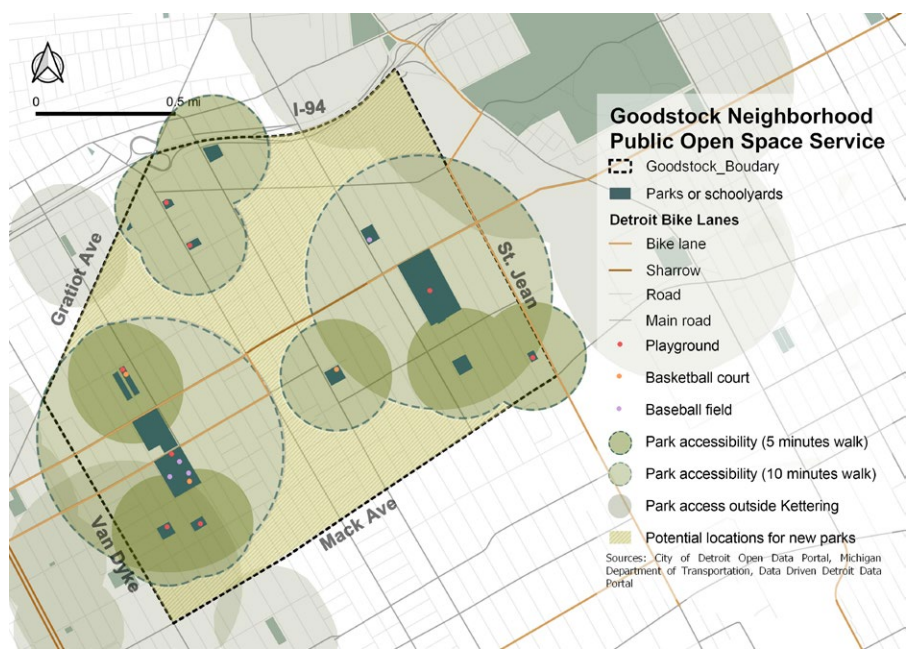 I-94
0
0.5 mi
Gratiot Ave
St. Jean
Van Dyke
Mack Ave
Goodstock Neighborhood
Public Open Space Service
Goodstock_Boudary
Parks or schoolyards
Detroit Bike Lanes
Bike lane
Sharrow
Road
Main road
Playground
Basketball court
Baseball field
Park accessibility (5 minutes walk)
Park accessibility (10 minutes walk)
Park access outside Kettering
Potential locations for new parks
Sources: City of Detroit Open Data Portal, Michigan
Department of Transportation, Data Driven Detroit Data
Portal